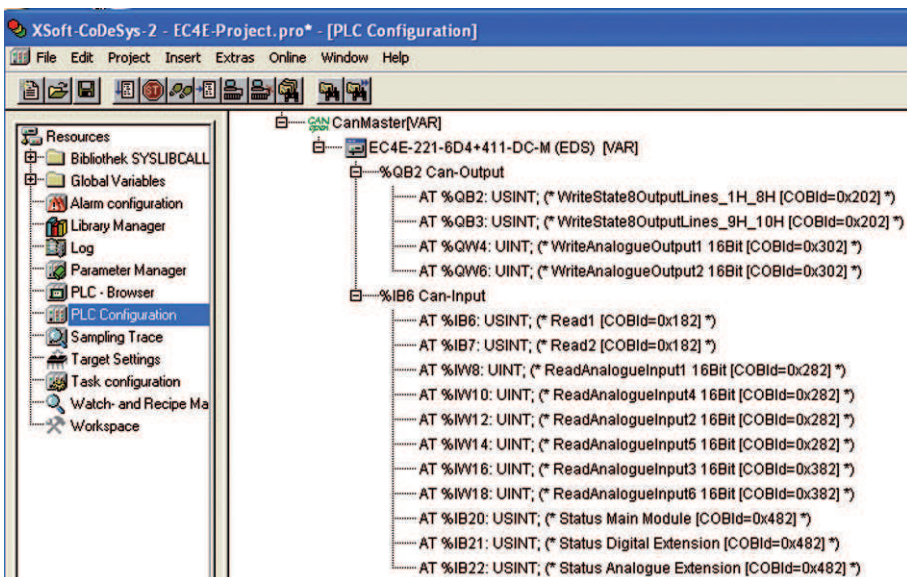 XSoft-CoDeSys-2 - EC4E-Project.pro* - [PLC Configuration]
File Edit Project Insert Extras Online Window Help
Resources
Bibliothek SYSLIBCALL
Global Variables
Alarm configuration
Library Manager
Log
Parameter Manager
PLC - Browser
PLC Configuration
Sampling Trace
Target Settings
Task configuration
Watch- and Recipe Ma
Workspace
CAN open CanMaster[VAR]
EC4E-221-6D4+411-DC-M (EDS) [VAR]
%QB2 Can-Output
AT %QB2: USINT; (* WriteState8OutputLines_1H_8H [COBId=0x202] *)
AT %QB3: USINT; (* WriteState8OutputLines_9H_10H [COBId=0x202] *)
AT %QW4: UINT; (* WriteAnalogueOutput1 16Bit [COBId=0x302] *)
AT %QW6: UINT; (* WriteAnalogueOutput2 16Bit [COBId=0x302] *)
%IB6 Can-Input
AT %IB6: USINT; (* Read1 [COBId=0x182] *)
AT %IB7: USINT; (* Read2 [COBId=0x182] *)
AT %IW8: UINT; (* ReadAnalogueInput1 16Bit [COBId=0x282] *)
AT %IW10: UINT; (* ReadAnalogueInput4 16Bit [COBId=0x282] *)
AT %IW12: UINT; (* ReadAnalogueInput2 16Bit [COBId=0x282] *)
AT %IW14: UINT; (* ReadAnalogueInput5 16Bit [COBId=0x282] *)
AT %IW16: UINT; (* ReadAnalogueInput3 16Bit [COBId=0x382] *)
AT %IW18: UINT; (* ReadAnalogueInput6 16Bit [COBId=0x382] *)
AT %IB20: USINT; (* Status Main Module [COBId=0x482] *)
AT %IB21: USINT; (* Status Digital Extension [COBId=0x482] *)
AT %IB22: USINT; (* Status Analogue Extension [COBId=0x482] *)